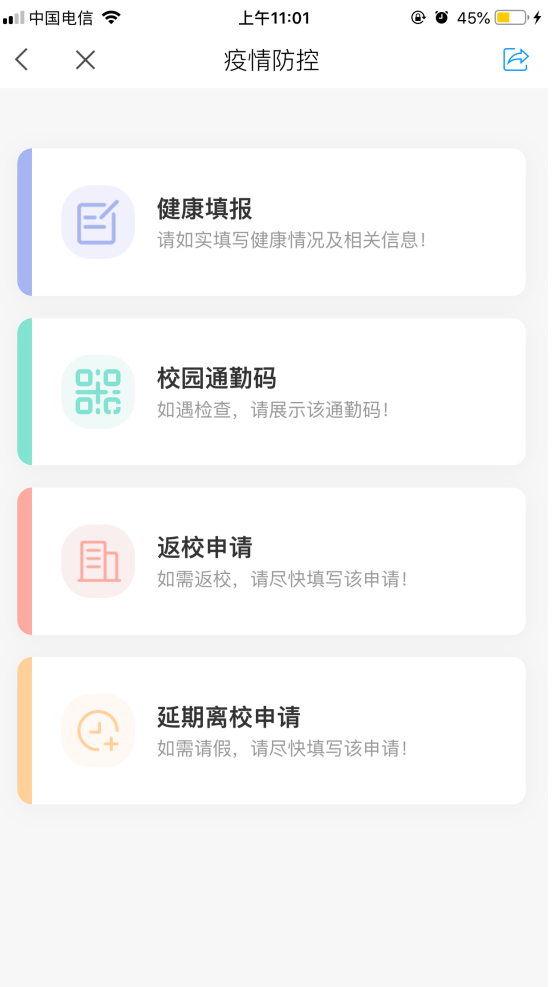 中国电信 上午11:01 45%
疫情防控
健康填报
请如实填写健康情况及相关信息！
校园通勤码
如遇检查，请展示该通勤码！
返校申请
如需返校，请尽快填写该申请！
延期离校申请
如需请假，请尽快填写该申请！